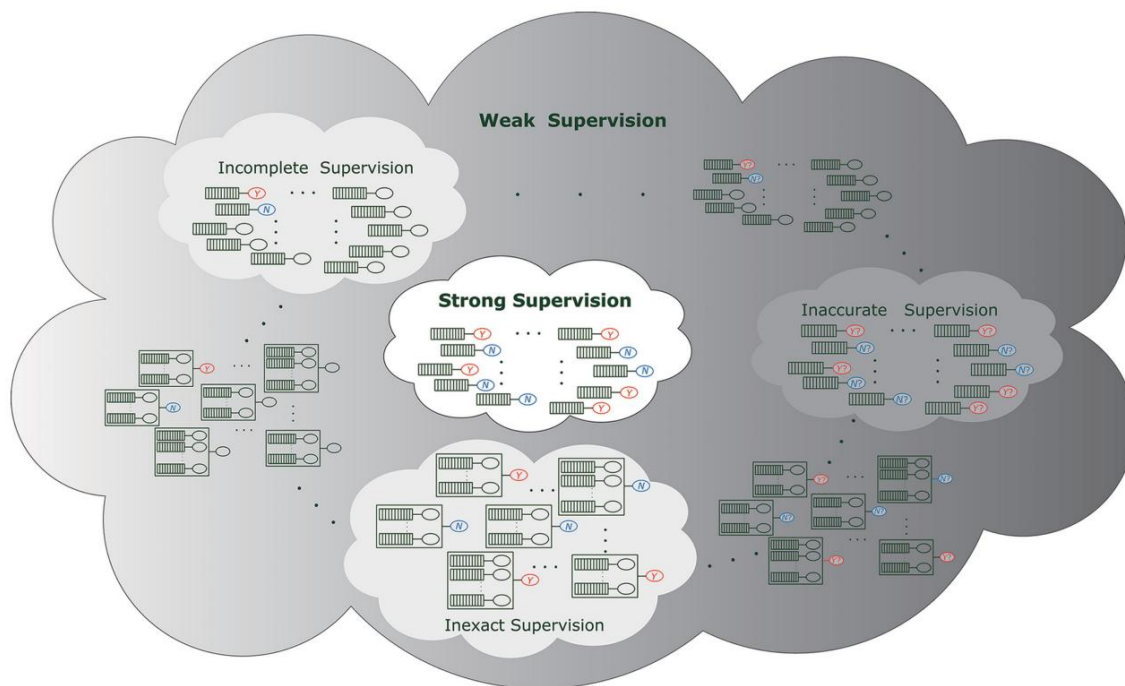 Weak Supervision
Incomplete Supervision
Y
N
Y?
N?
Strong Supervision
Y Y
N N
Y N
N Y
N Y
Inaccurate Supervision
Y? Y?
N? N?
Y? N?
N? Y?
N? Y?
Y
N
Y
N
N N
Y Y
Inexact Supervision
Y? N?
N? N?
Y? Y?